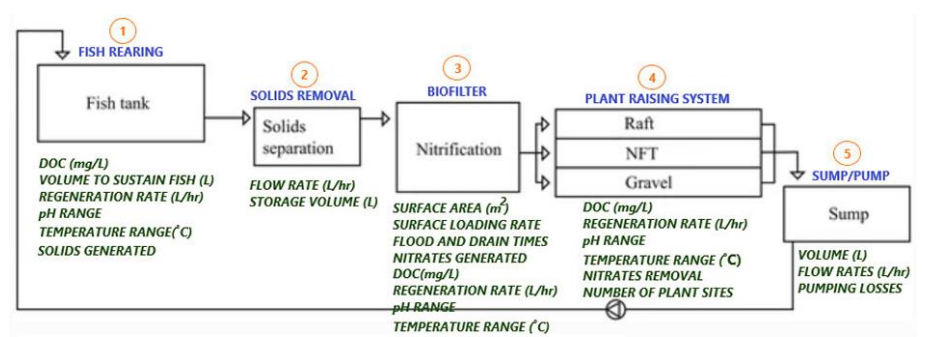 1
FISH REARING
Fish tank
DOC (mg/L)
VOLUME TO SUSTAIN FISH (L)
REGENERATION RATE (L/hr)
pH RANGE
TEMPERATURE RANGE(°C)
SOLIDS GENERATED
2
SOLIDS REMOVAL
Solids
separation
FLOW RATE (L/hr)
STORAGE VOLUME (L)
3
BIOFILTER
Nitrification
SURFACE AREA (m²)
SURFACE LOADING RATE
FLOOD AND DRAIN TIMES
NITRATES GENERATED
DOC(mg/L)
REGENERATION RATE (L/hr)
pH RANGE
TEMPERATURE RANGE (°C)
4
PLANT RAISING SYSTEM
Raft
NFT
Gravel
DOC (mg/L)
REGENERATION RATE (L/hr)
pH RANGE
TEMPERATURE RANGE (°C)
NITRATES REMOVAL
NUMBER OF PLANT SITES
5
SUMP/PUMP
Sump
VOLUME (L)
FLOW RATES (L/hr)
PUMPING LOSSES